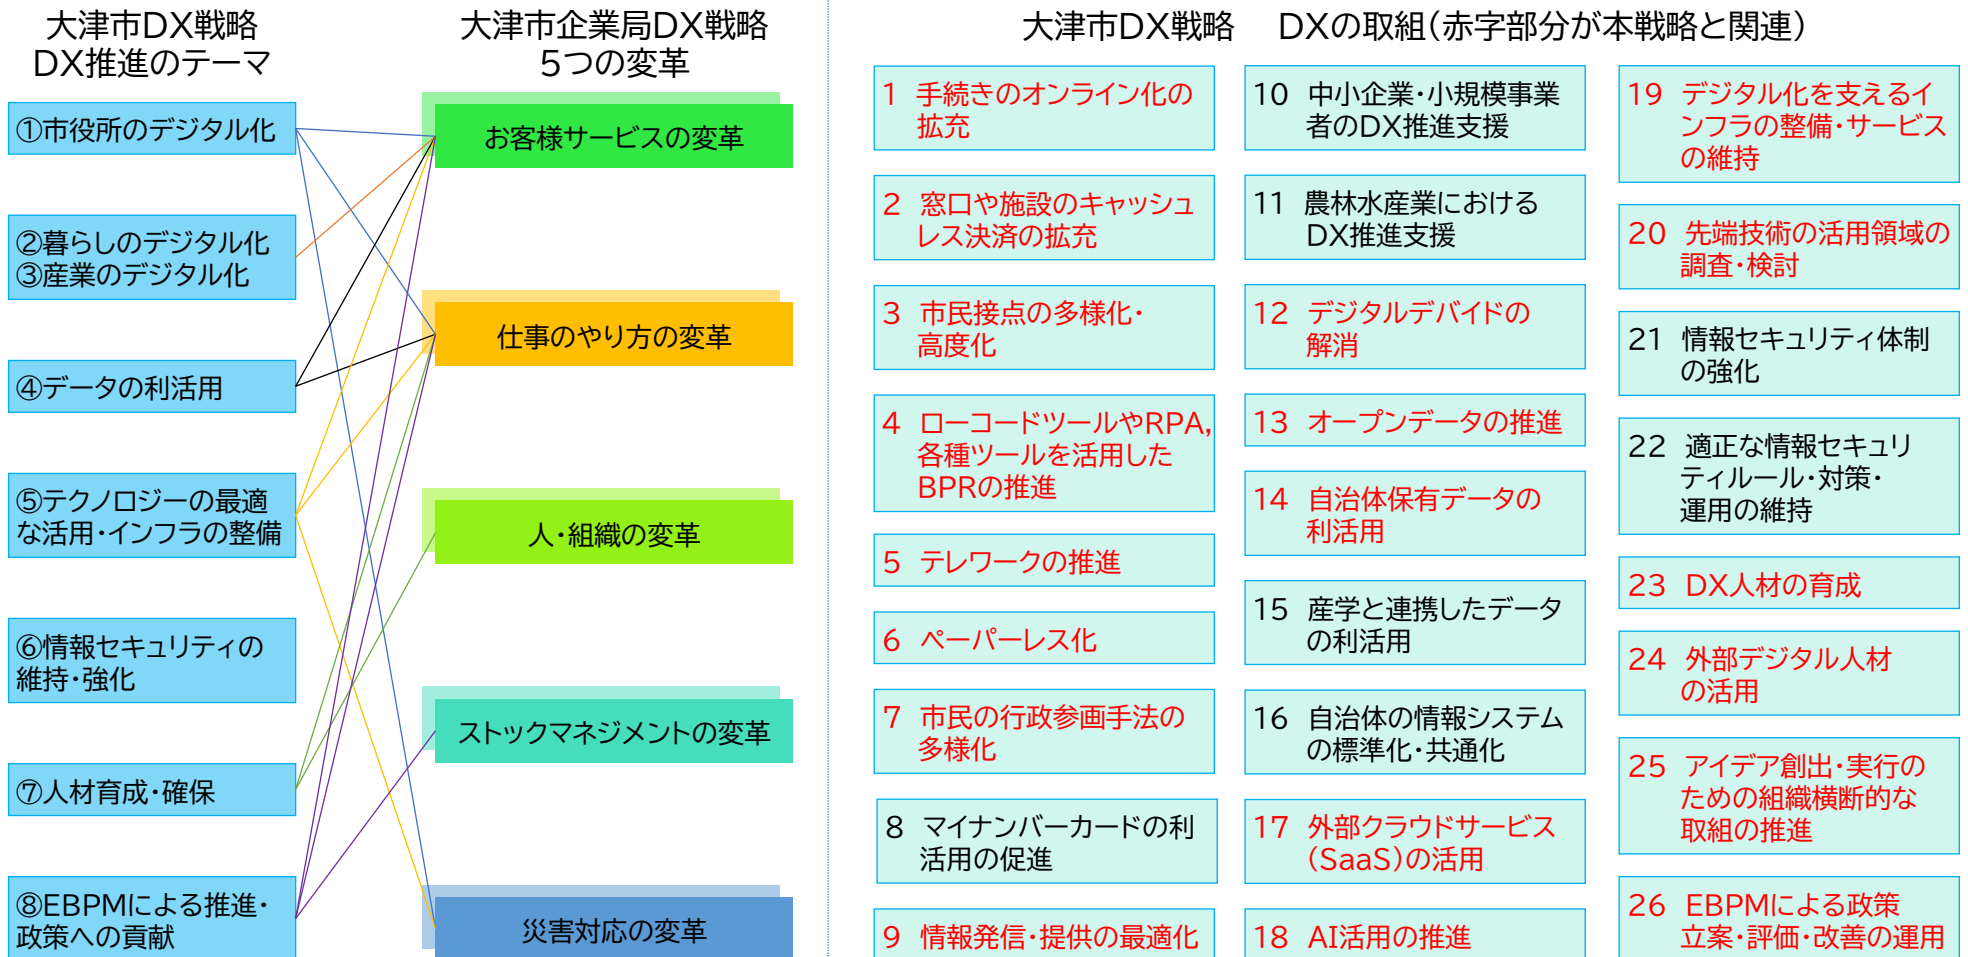 大津市DX戦略
DX推進のテーマ
①市役所のデジタル化
②暮らしのデジタル化
③産業のデジタル化
④データの利活用
⑤テクノロジーの最適
な活用・インフラの整備
⑥情報セキュリティの
維持・強化
⑦人材育成・確保
⑧EBPMによる推進・
政策への貢献
大津市企業局DX戦略
5つの変革
お客様サービスの変革
仕事のやり方の変革
人・組織の変革
ストックマネジメントの変革
災害対応の変革
大津市DX戦略　DXの取組(赤字部分が本戦略と関連)
1 手続きのオンライン化の
拡充
2 窓口や施設のキャッシュ
レス決済の拡充
3 市民接点の多様化・
高度化
4 ローコードツールやRPA,
各種ツールを活用した
BPRの推進
5 テレワークの推進
6 ペーパーレス化
7 市民の行政参画手法の
多様化
8 マイナンバーカードの利
活用の促進
9 情報発信・提供の最適化
10 中小企業・小規模事業
者のDX推進支援
11 農林水産業における
DX推進支援
12 デジタルデバイドの
解消
13 オープンデータの推進
14 自治体保有データの
利活用
15 産学と連携したデータ
の利活用
16 自治体の情報システム
の標準化・共通化
17 外部クラウドサービス
(SaaS)の活用
18 AI活用の推進
19 デジタル化を支えるイ
ンフラの整備・サービス
の維持
20 先端技術の活用領域の
調査・検討
21 情報セキュリティ体制
の強化
22 適正な情報セキュリ
ティルール・対策・
運用の維持
23 DX人材の育成
24 外部デジタル人材
の活用
25 アイデア創出・実行の
ための組織横断的な
取組の推進
26 EBPMによる政策
立案・評価・改善の運用